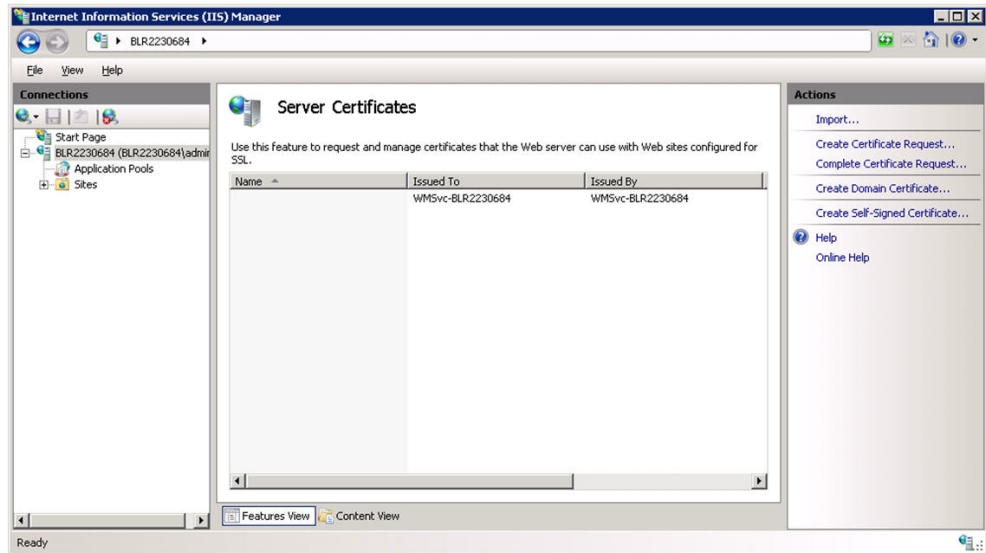 Internet Information Services (IIS) Manager
BLR2230684
File View Help
Connections
Start Page
BLR2230684 (BLR2230684\admir
Application Pools
Sites
Server Certificates
Use this feature to request and manage certificates that the Web server can use with Web sites configured for
SSL.
Name Issued To Issued By
WMSvc-BLR2230684 WMSvc-BLR2230684
Features View Content View
Actions
Import...
Create Certificate Request...
Complete Certificate Request...
Create Domain Certificate...
Create Self-Signed Certificate...
Help
Online Help
Ready